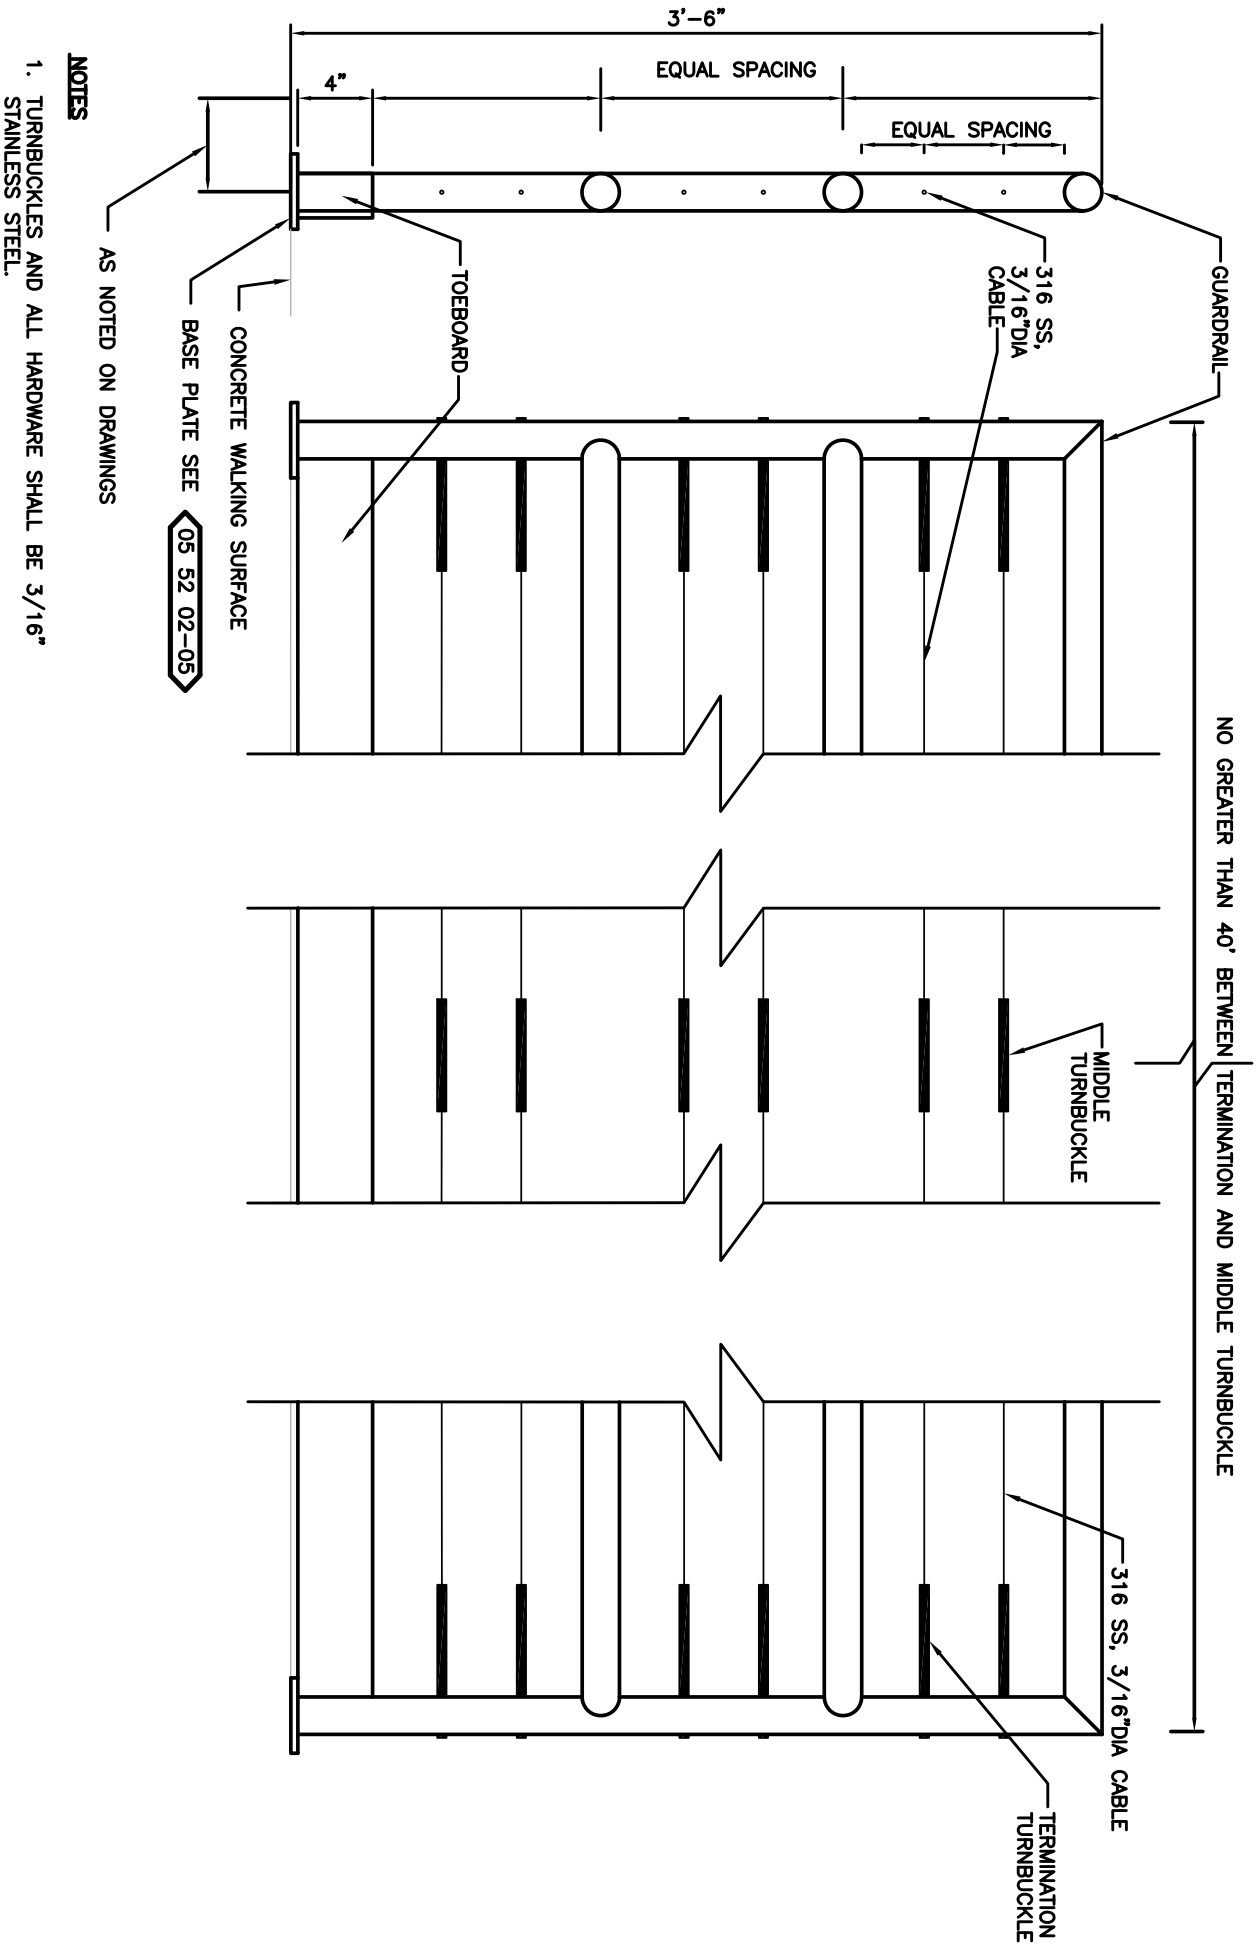 NO GREATER THAN 40' BETWEEN TERMINATION AND MIDDLE TURNBUCKLE
GUARDRAIL
316 SS,
3/16"DIA
CABLE
MIDDLE
TURNBUCKLE
316 SS, 3/16"DIA CABLE
TERMINATION
TURNBUCKLE
3'-6"
EQUAL SPACING
EQUAL SPACING
4"
TOEBOARD
CONCRETE WALKING SURFACE
BASE PLATE SEE
05 52 02-05
AS NOTED ON DRAWINGS
NOTES
1. TURNBUCKLES AND ALL HARDWARE SHALL BE 3/16"
STAINLESS STEEL.